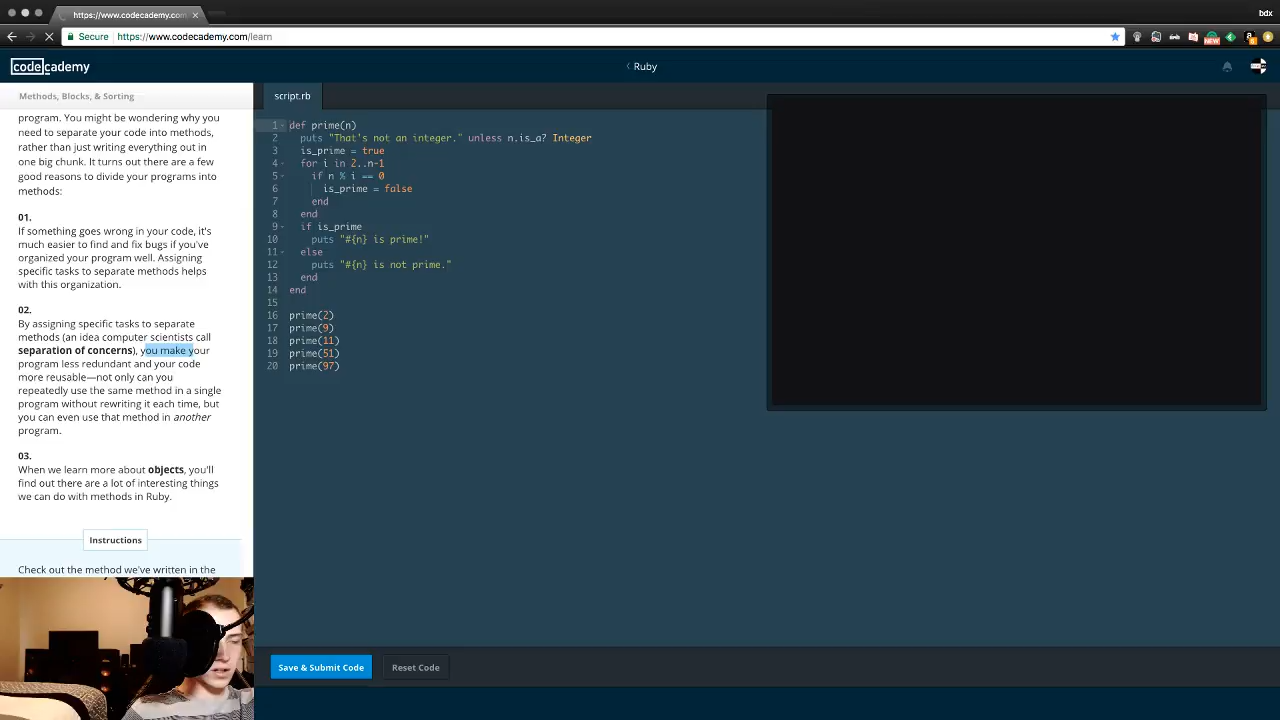 https://www.codecademy.com
bdx
Secure https://www.codecademy.com/learn
NEW
codecademy
Ruby
Methods, Blocks, & Sorting
program. You might be wondering why you
need to separate your code into methods,
rather than just writing everything out in
one big chunk. It turns out there are a few
good reasons to divide your programs into
methods:
01.
If something goes wrong in your code, it's
much easier to find and fix bugs if you've
organized your program well. Assigning
specific tasks to separate methods helps
with this organization.
02.
By assigning specific tasks to separate
methods (an idea computer scientists call
separation of concerns), you make your
program less redundant and your code
more reusable—not only can you
repeatedly use the same method in a single
program without rewriting it each time, but
you can even use that method in another
program.
03.
When we learn more about objects, you'll
find out there are a lot of interesting things
we can do with methods in Ruby.
Instructions
Check out the method we've written in the
script.rb
1 def prime(n)
2 puts "That's not an integer." unless n.is_a? Integer
3 is_prime = true
4 for i in 2..n-1
5 if n % i == 0
6 is_prime = false
7 end
8 end
9 if is_prime
10 puts "#{n} is prime!"
11 else
12 puts "#{n} is not prime."
13 end
14 end
15
16 prime(2)
17 prime(9)
18 prime(11)
19 prime(51)
20 prime(97)
Save & Submit Code
Reset Code